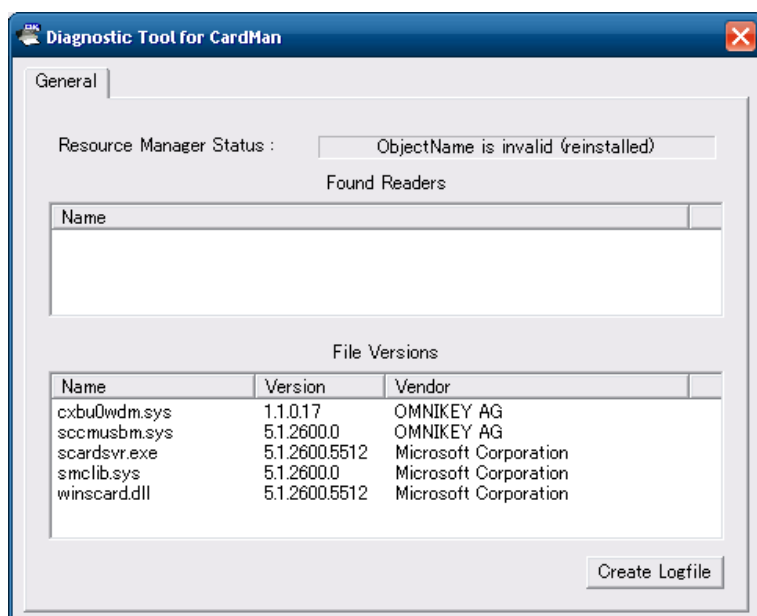 Diagnostic Tool for CardMan
General
Resource Manager Status :
ObjectName is invalid (reinstalled)
Found Readers
Name
File Versions
Name Version Vendor
cxbu0wdm.sys 1.1.0.17 OMNIKEY AG
sccmusbm.sys 5.1.2600.0 OMNIKEY AG
scardsvr.exe 5.1.2600.5512 Microsoft Corporation
smclib.sys 5.1.2600.0 Microsoft Corporation
winscard.dll 5.1.2600.5512 Microsoft Corporation
Create Logfile